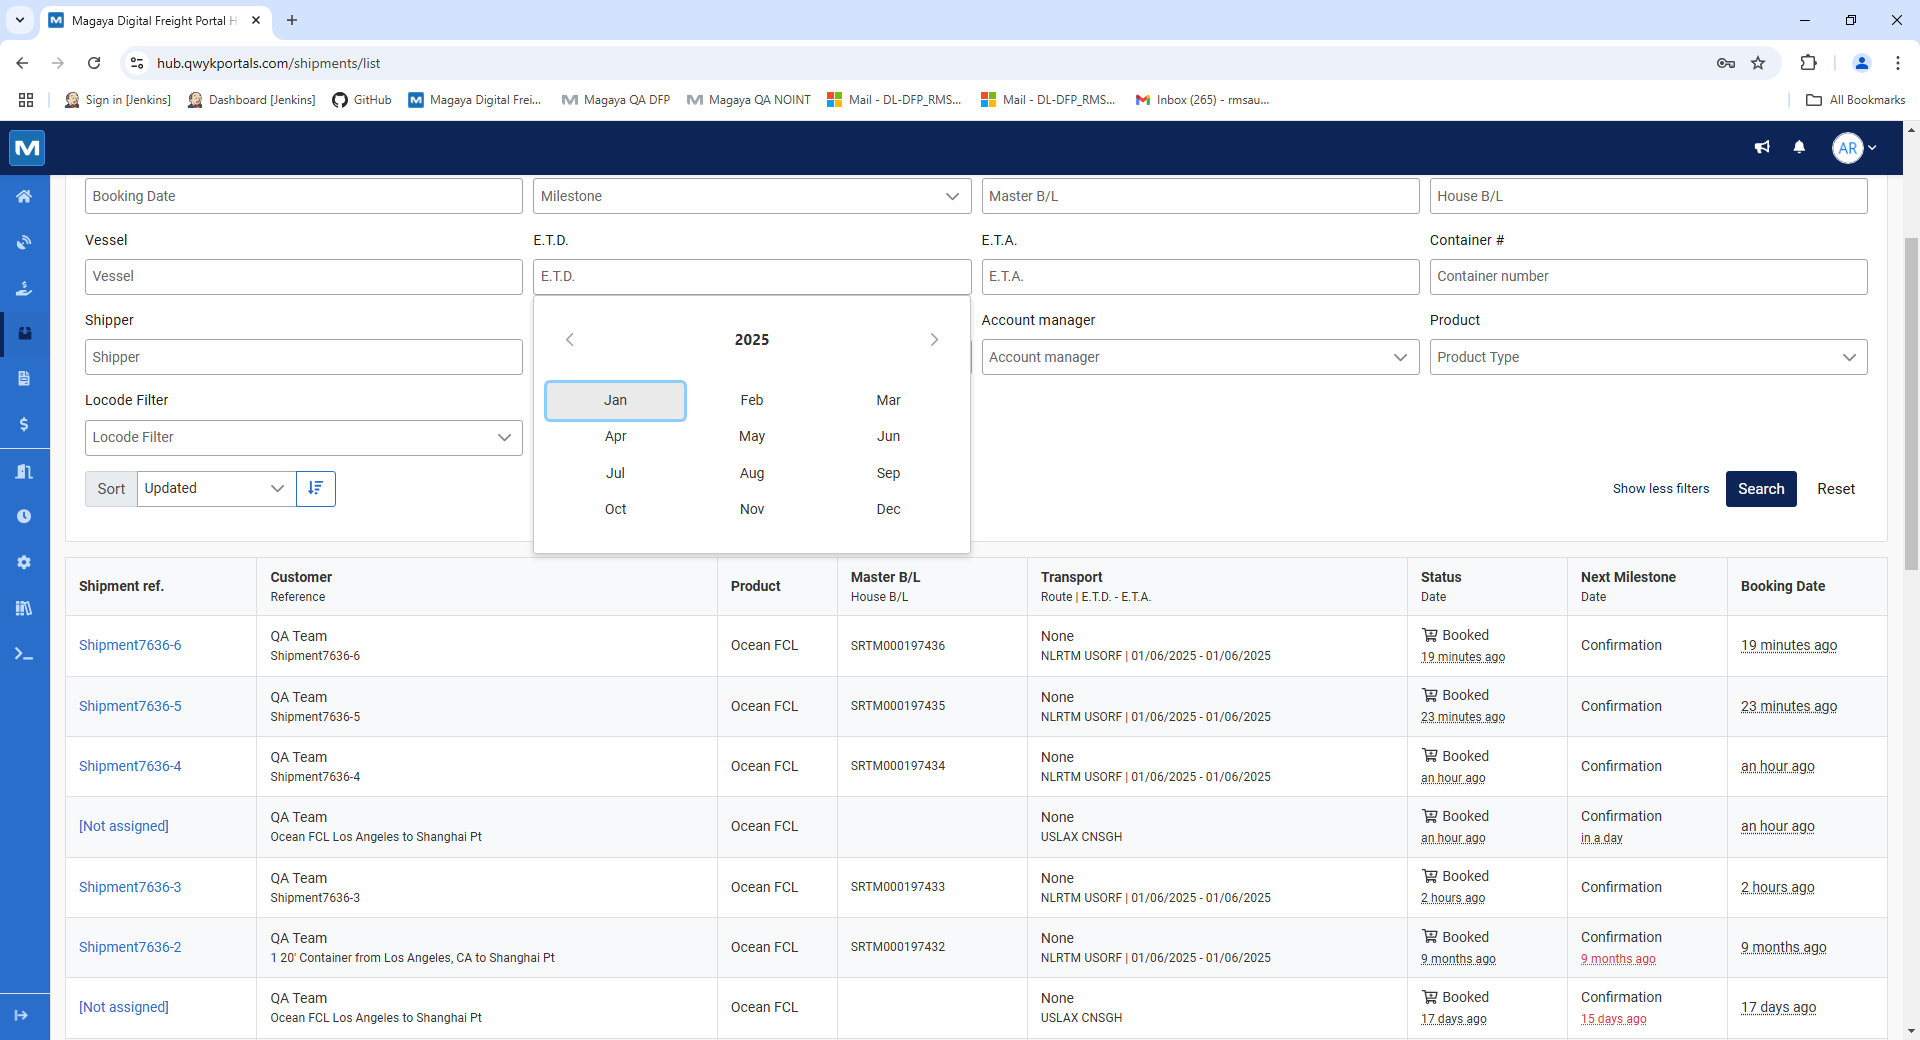 Magaya Digital Freight Portal H
hub.qwykportals.com/shipments/list
Sign in [Jenkins]
Dashboard [Jenkins]
GitHub
Magaya Digital Frei...
Magaya QA DFP
Magaya QA NOINT
Mail - DL-DFP_RMS...
Mail - DL-DFP_RMS...
Inbox (265) - rmsau...
All Bookmarks
AR
Booking Date
Milestone
Master B/L
House B/L
Vessel
E.T.D.
E.T.A.
Container #
Vessel
E.T.D.
E.T.A.
Container number
Shipper
Account manager
Product
Shipper
Account manager
Product Type
2025
Jan Feb Mar
Apr May Jun
Jul Aug Sep
Oct Nov Dec
Locode Filter
Locode Filter
Sort Updated
Show less filters
Search
Reset
Shipment ref.
Customer
Reference
Product
Master B/L
House B/L
Transport
Route | E.T.D. - E.T.A.
Status
Date
Next Milestone
Date
Booking Date
Shipment7636-6
QA Team
Shipment7636-6
Ocean FCL
SRTM000197436
None
NLRTM USORF | 01/06/2025 - 01/06/2025
Booked
19 minutes ago
Confirmation
19 minutes ago
Shipment7636-5
QA Team
Shipment7636-5
Ocean FCL
SRTM000197435
None
NLRTM USORF | 01/06/2025 - 01/06/2025
Booked
23 minutes ago
Confirmation
23 minutes ago
Shipment7636-4
QA Team
Shipment7636-4
Ocean FCL
SRTM000197434
None
NLRTM USORF | 01/06/2025 - 01/06/2025
Booked
an hour ago
Confirmation
an hour ago
[Not assigned]
QA Team
Ocean FCL Los Angeles to Shanghai Pt
Ocean FCL
None
USLAX CNSGH
Booked
an hour ago
Confirmation
in a day
an hour ago
Shipment7636-3
QA Team
Shipment7636-3
Ocean FCL
SRTM000197433
None
NLRTM USORF | 01/06/2025 - 01/06/2025
Booked
2 hours ago
Confirmation
2 hours ago
Shipment7636-2
QA Team
1 20' Container from Los Angeles, CA to Shanghai Pt
Ocean FCL
SRTM000197432
None
NLRTM USORF | 01/06/2025 - 01/06/2025
Booked
9 months ago
Confirmation
9 months ago
9 months ago
[Not assigned]
QA Team
Ocean FCL Los Angeles to Shanghai Pt
Ocean FCL
None
USLAX CNSGH
Booked
17 days ago
Confirmation
15 days ago
17 days ago